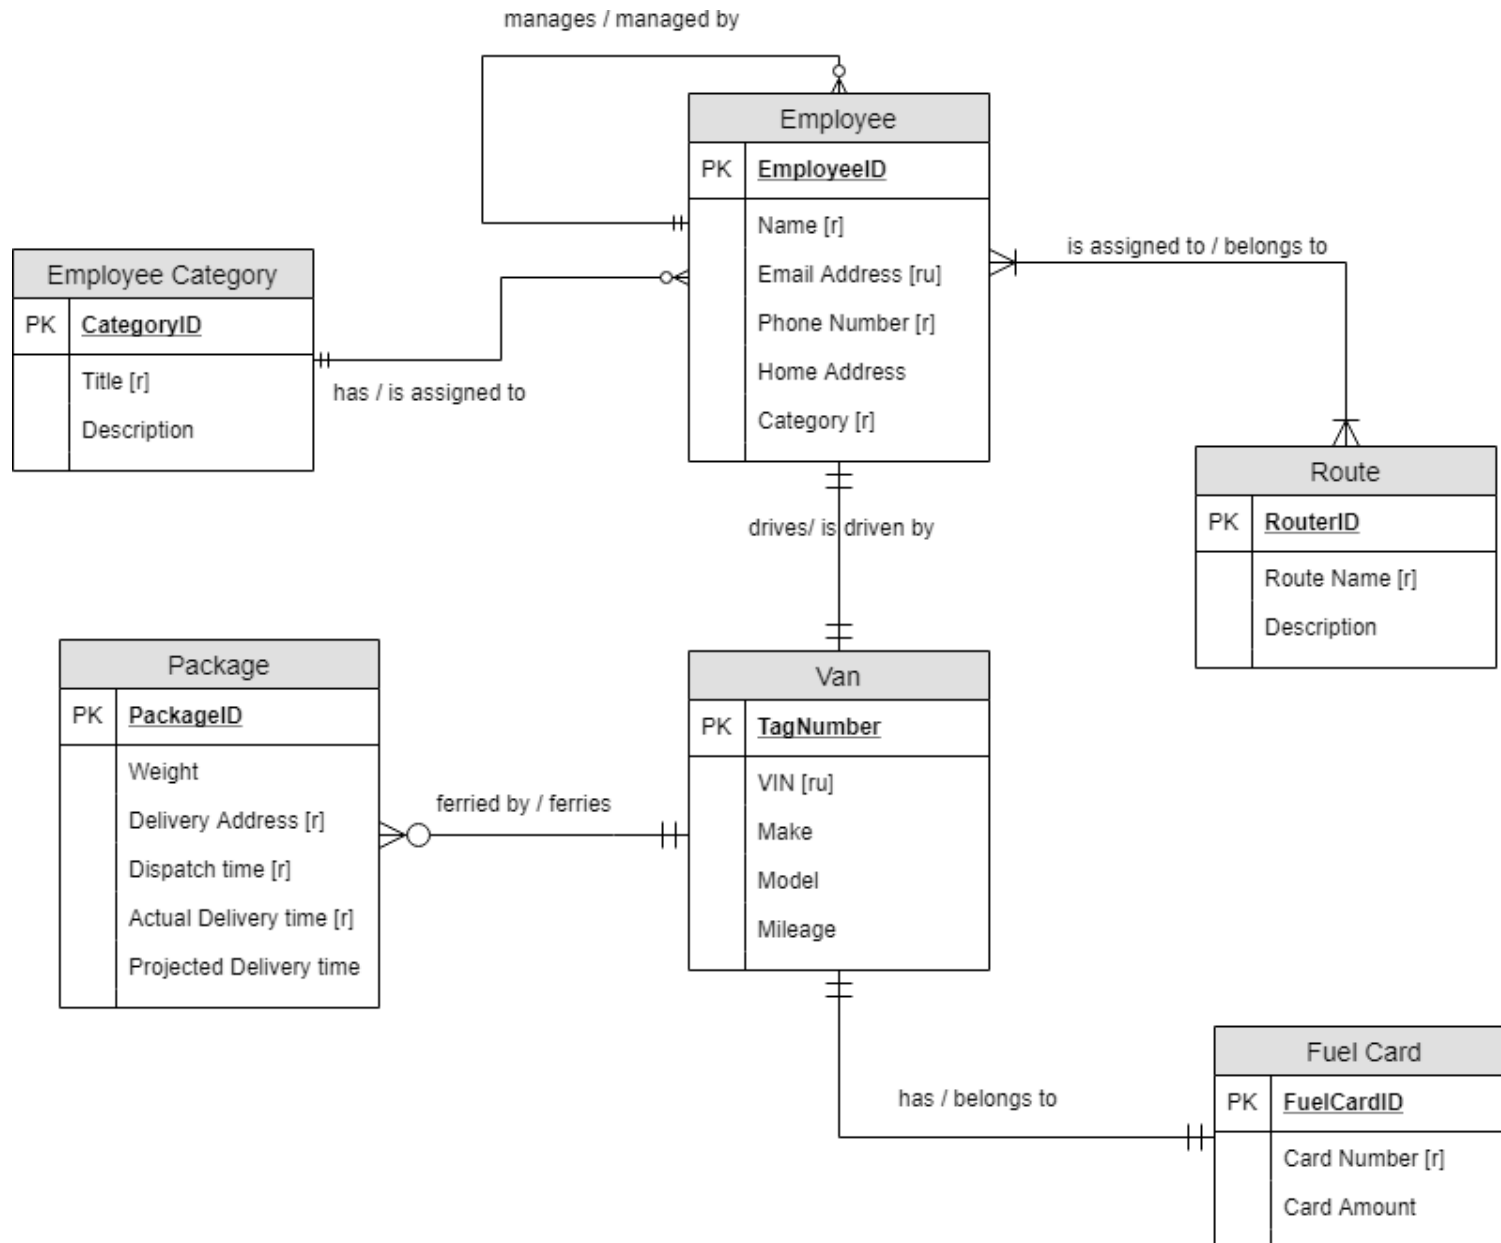 manages / managed by
Employee
PK EmployeeID
Name [r]
Email Address [ru]
Phone Number [r]
Home Address
Category [r]
is assigned to / belongs to
Employee Category
PK CategoryID
Title [r]
Description
has / is assigned to
Route
PK RouterID
Route Name [r]
Description
drives/ is driven by
Package
PK PackageID
Weight
Delivery Address [r]
Dispatch time [r]
Actual Delivery time [r]
Projected Delivery time
ferried by / ferries
Van
PK TagNumber
VIN [ru]
Make
Model
Mileage
has / belongs to
Fuel Card
PK FuelCardID
Card Number [r]
Card Amount